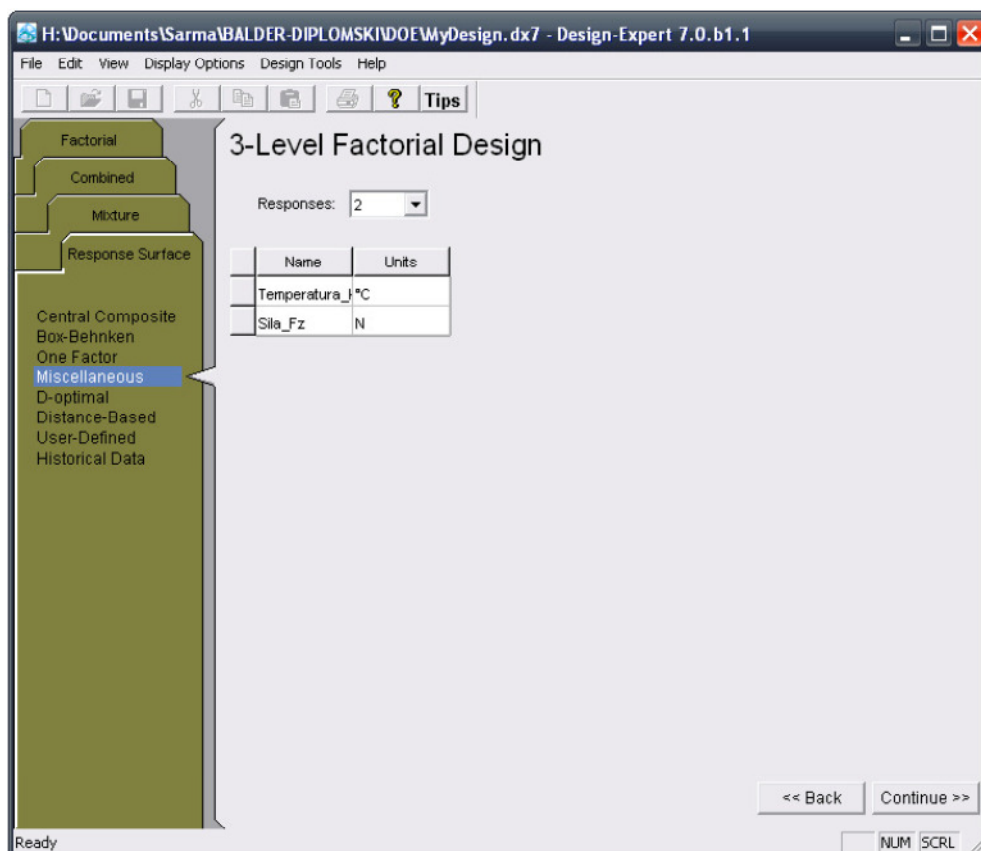 H:\Documents\Sarma\BALDER-DIPLOMSKI\DOE\MyDesign.dx7 - Design-Expert 7.0.b1.1
File Edit View Display Options Design Tools Help
Tips
Factorial
Combined
Mixture
Response Surface
Central Composite
Box-Behnken
One Factor
Miscellaneous
D-optimal
Distance-Based
User-Defined
Historical Data
3-Level Factorial Design
Responses: 2
Name Units
Temperatura_ °C
Sila_Fz N
<< Back Continue >>
Ready NUM SCRL